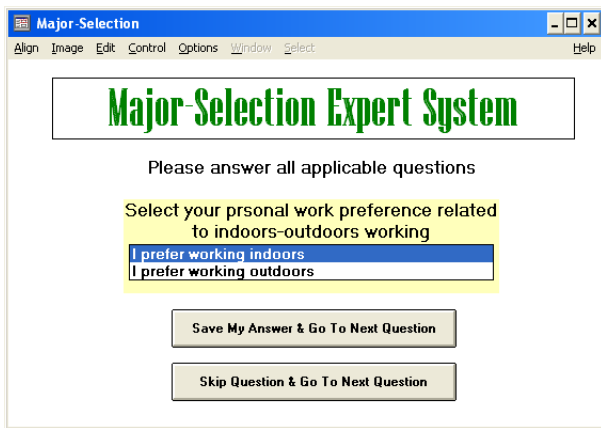 Major-Selection
Align Image Edit Control Options Window Select Help
Major-Selection Expert System
Please answer all applicable questions
Select your prsonal work preference related
to indoors-outdoors working
I prefer working indoors
I prefer working outdoors
Save My Answer & Go To Next Question
Skip Question & Go To Next Question